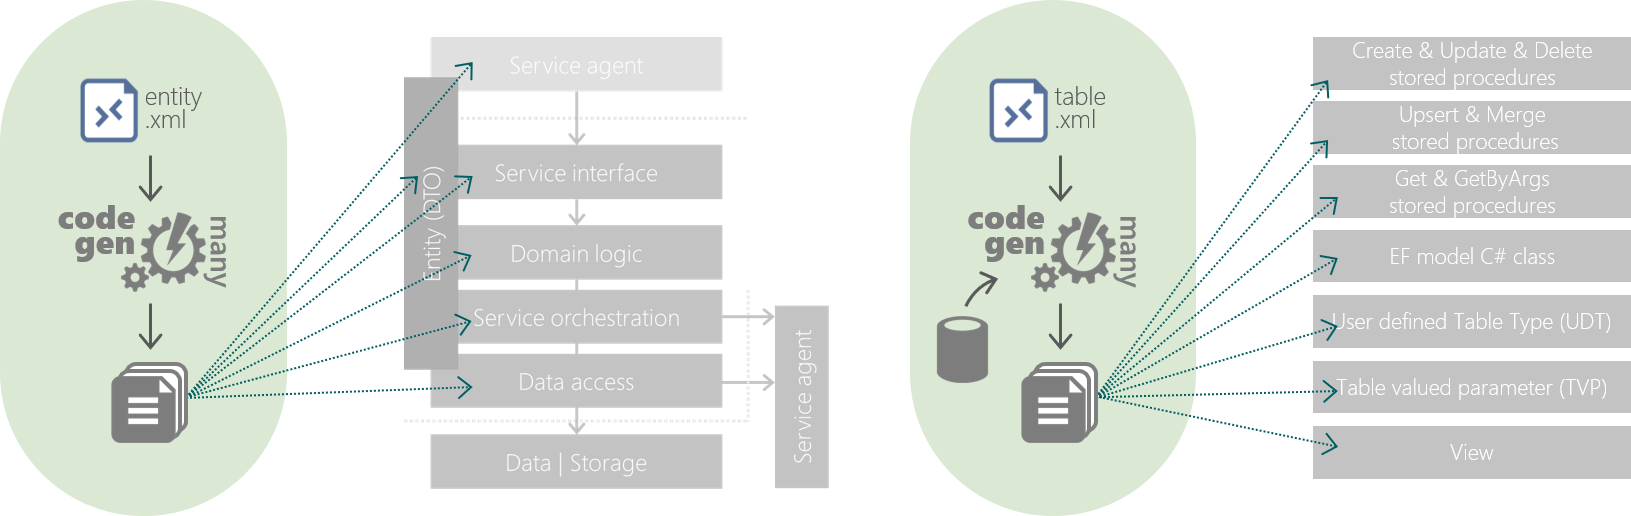 entity
.xml
code
gen
many
Service agent
Entity (DTO)
Service interface
Domain logic
Service orchestration
Data access
Data | Storage
Service agent
table
.xml
code
gen
many
Create & Update & Delete
stored procedures
Upsert & Merge
stored procedures
Get & GetByArgs
stored procedures
EF model C# class
User defined Table Type (UDT)
Table valued parameter (TVP)
View